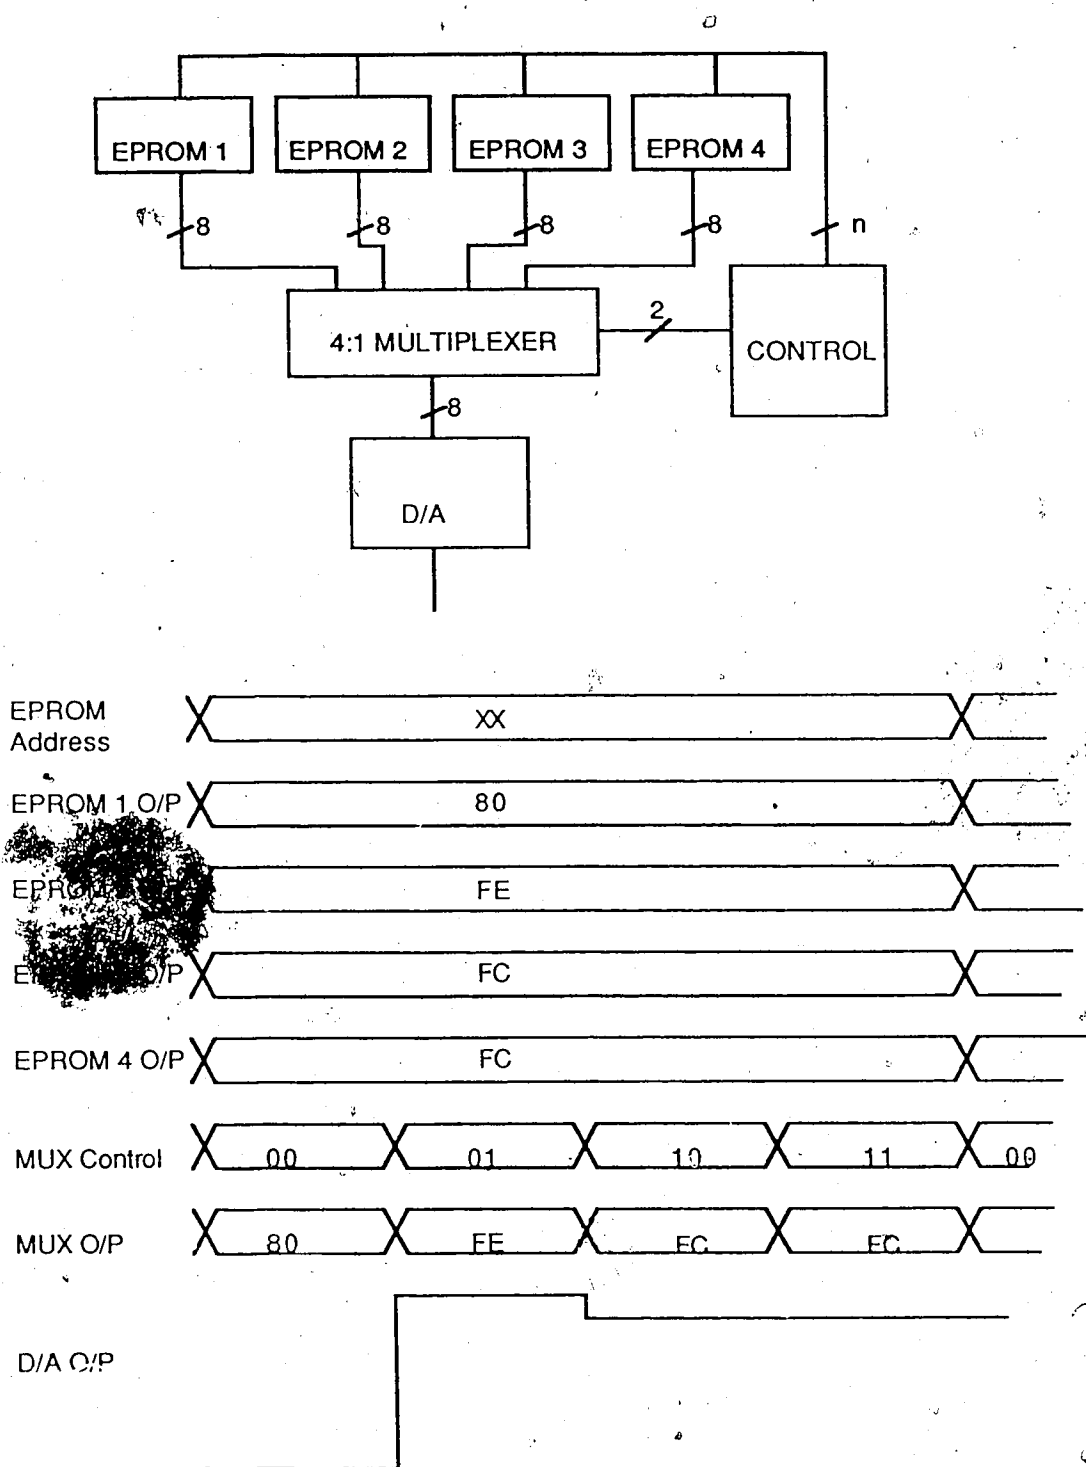 EPROM 1 EPROM 2 EPROM 3 EPROM 4
8 8 8 8 n
2
4:1 MULTIPLEXER
CONTROL
8
D/A
EPROM
Address
XX
EPROM 1 O/P 80
FE
O/P FC
EPROM 4 O/P FC
MUX Control 00 01 10 11 00
MUX O/P 80 FE FC FC
D/A O/P